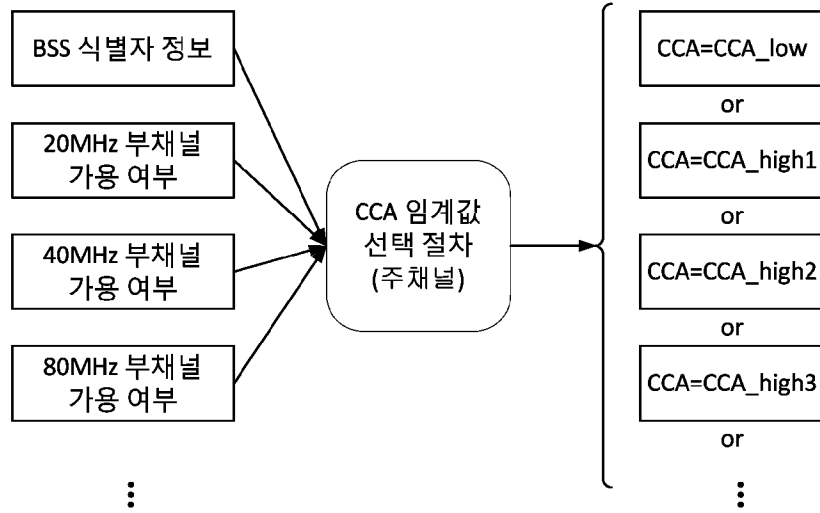 BSS 식별자 정보
20MHz 부채널
가용 여부
40MHz 부채널
가용 여부
80MHz 부채널
가용 여부
CCA 임계값
선택 절차
(주채널)
CCA=CCA_low
or
CCA=CCA_high1
or
CCA=CCA_high2
or
CCA=CCA_high3
or